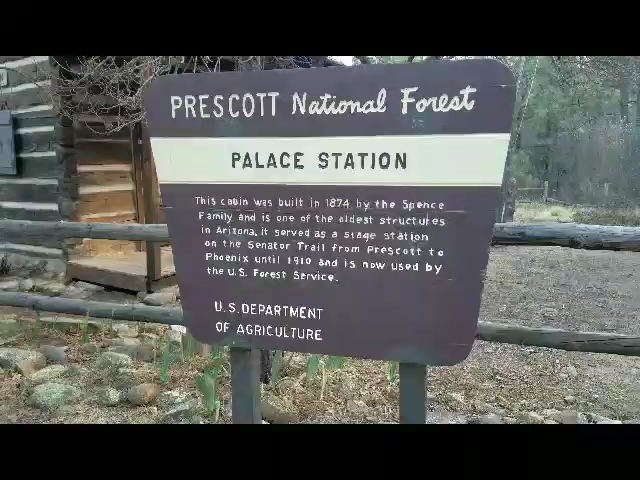 PRESCOTT National Forest
PALACE STATION
This cabin was built in 1874 by the Spence
Family and is one of the oldest structures
in Arizona. it served as a stage station
on the Senator Trail from Prescott to
Phoenix until 1910 and is now used by
the U.S. Forest Service.
U.S. DEPARTMENT
OF AGRICULTURE